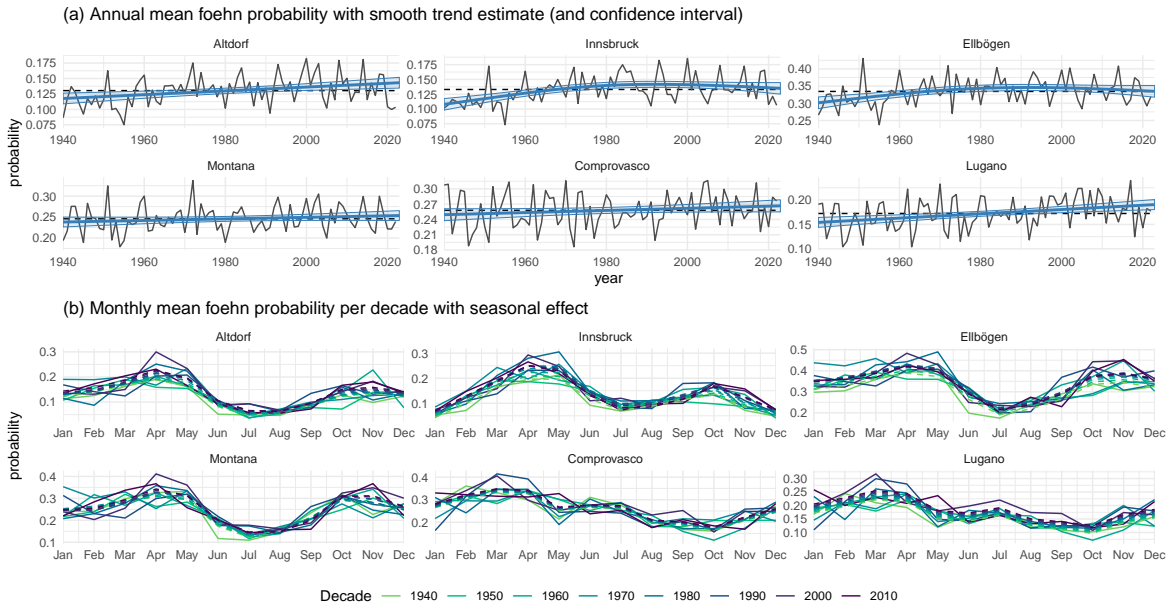 (a) Annual mean foehn probability with smooth trend estimate (and confidence interval)
Altdorf Innsbruck Ellbögen
0.175 0.150 0.125 0.100 0.075
0.175 0.150 0.125 0.100 0.075
0.40 0.35 0.30 0.25
1940 1960 1980 2000 2020 1940 1960 1980 2000 2020 1940 1960 1980 2000 2020
probability
Montana Comprovasco Lugano
0.30 0.25 0.20
0.30 0.27 0.24 0.21 0.18
0.20 0.15 0.10
1940 1960 1980 2000 2020 1940 1960 1980 2000 2020 1940 1960 1980 2000 2020
year
(b) Monthly mean foehn probability per decade with seasonal effect
Altdorf Innsbruck Ellbögen
0.3 0.2 0.1
0.3 0.2 0.1
0.5 0.4 0.3 0.2
Jan Feb Mar Apr May Jun Jul Aug Sep Oct Nov Dec Jan Feb Mar Apr May Jun Jul Aug Sep Oct Nov Dec Jan Feb Mar Apr May Jun Jul Aug Sep Oct Nov Dec
probability
Montana Comprovasco Lugano
0.4 0.3 0.2 0.1
0.4 0.3 0.2
0.30 0.25 0.20 0.15 0.10
Jan Feb Mar Apr May Jun Jul Aug Sep Oct Nov Dec Jan Feb Mar Apr May Jun Jul Aug Sep Oct Nov Dec Jan Feb Mar Apr May Jun Jul Aug Sep Oct Nov Dec
Decade 1940 1950 1960 1970 1980 1990 2000 2010